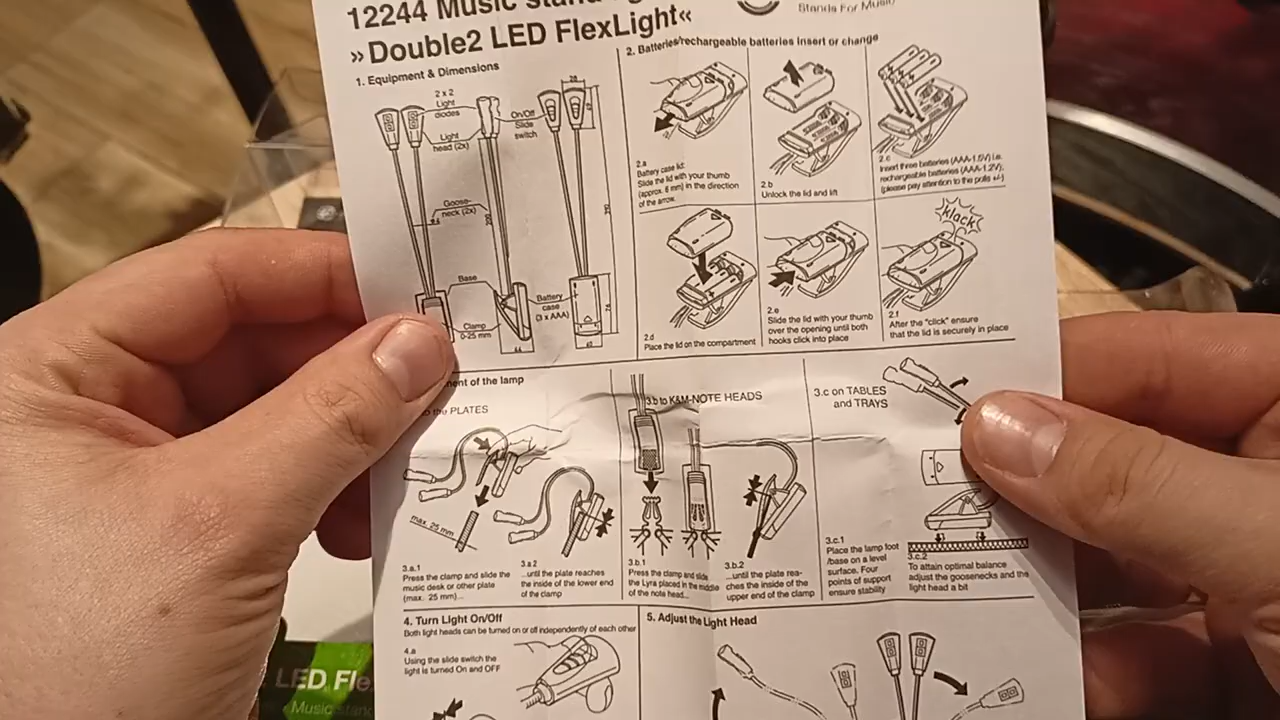 12244 Music stand
Stands For Music
» Double2 LED FlexLight«
1. Equipment & Dimensions
2 x 2
Light
diodes
On/Off
Slide
switch
Light
head (2x)
Goose-
neck (2x)
Base
Battery
case
(3 x AAA)
Clamp
0-25 mm
2. Batteries/rechargeable batteries insert or change
2.a
Battery case lid:
Slide the lid with your thumb
(approx. 6 mm) in the direction
of the arrow.
2.b
Unlock the lid and lift
2.c
Insert three batteries (AAA-1.5V) i.e.
rechargeable batteries (AAA-1.2V),
(please pay attention to the polls +/-)
2.d
Place the lid on the compartment
2.e
Slide the lid with your thumb
over the opening until both
hooks click into place
klack
2.f
After the "click" ensure
that the lid is securely in place
ment of the lamp
to the PLATES
max. 25 mm
3.a.1
Press the clamp and slide the
music desk or other plate
(max. 25 mm)...
3.a.2
...until the plate reaches
the inside of the lower end
of the clamp
3.b to K&M-NOTE HEADS
3.b.1
Press the clamp and slide
the Lyra placed in the middle
of the note head...
3.b.2
...until the plate rea-
ches the inside of the
upper end of the clamp
3.c on TABLES
and TRAYS
3.c.1
Place the lamp foot
/base on a level
surface. Four
points of support
ensure stability
3.c.2
To attain optimal balance
adjust the goosenecks and the
light head a bit
4. Turn Light On/Off
Both light heads can be turned on or off independently of each other
4.a
Using the slide switch the
light is turned On and OFF
5. Adjust the Light Head
LED Fle
Music stand